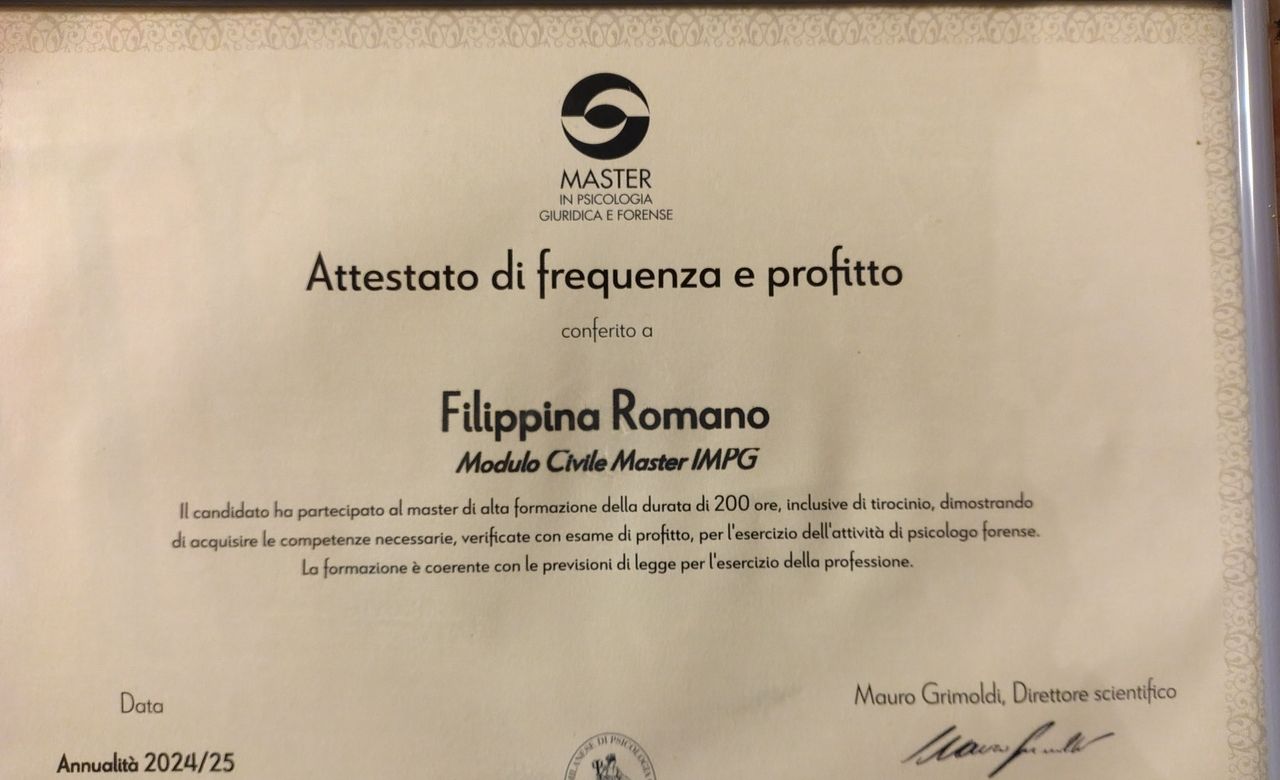 MASTER
IN PSICOLOGIA
GIURIDICA E FORENSE
Attestato di frequenza e profitto
conferito a
Filippina Romano
Modulo Civile Master IMPG
Il candidato ha partecipato al master di alta formazione della durata di 200 ore, inclusive di tirocinio, dimostrando
di acquisire le competenze necessarie, verificate con esame di profitto, per l'esercizio dell'attività di psicologo forense.
La formazione è coerente con le previsioni di legge per l'esercizio della professione.
Data
Mauro Grimoldi, Direttore scientifico
Annualità 2024/25
DI PSICOLOGIA